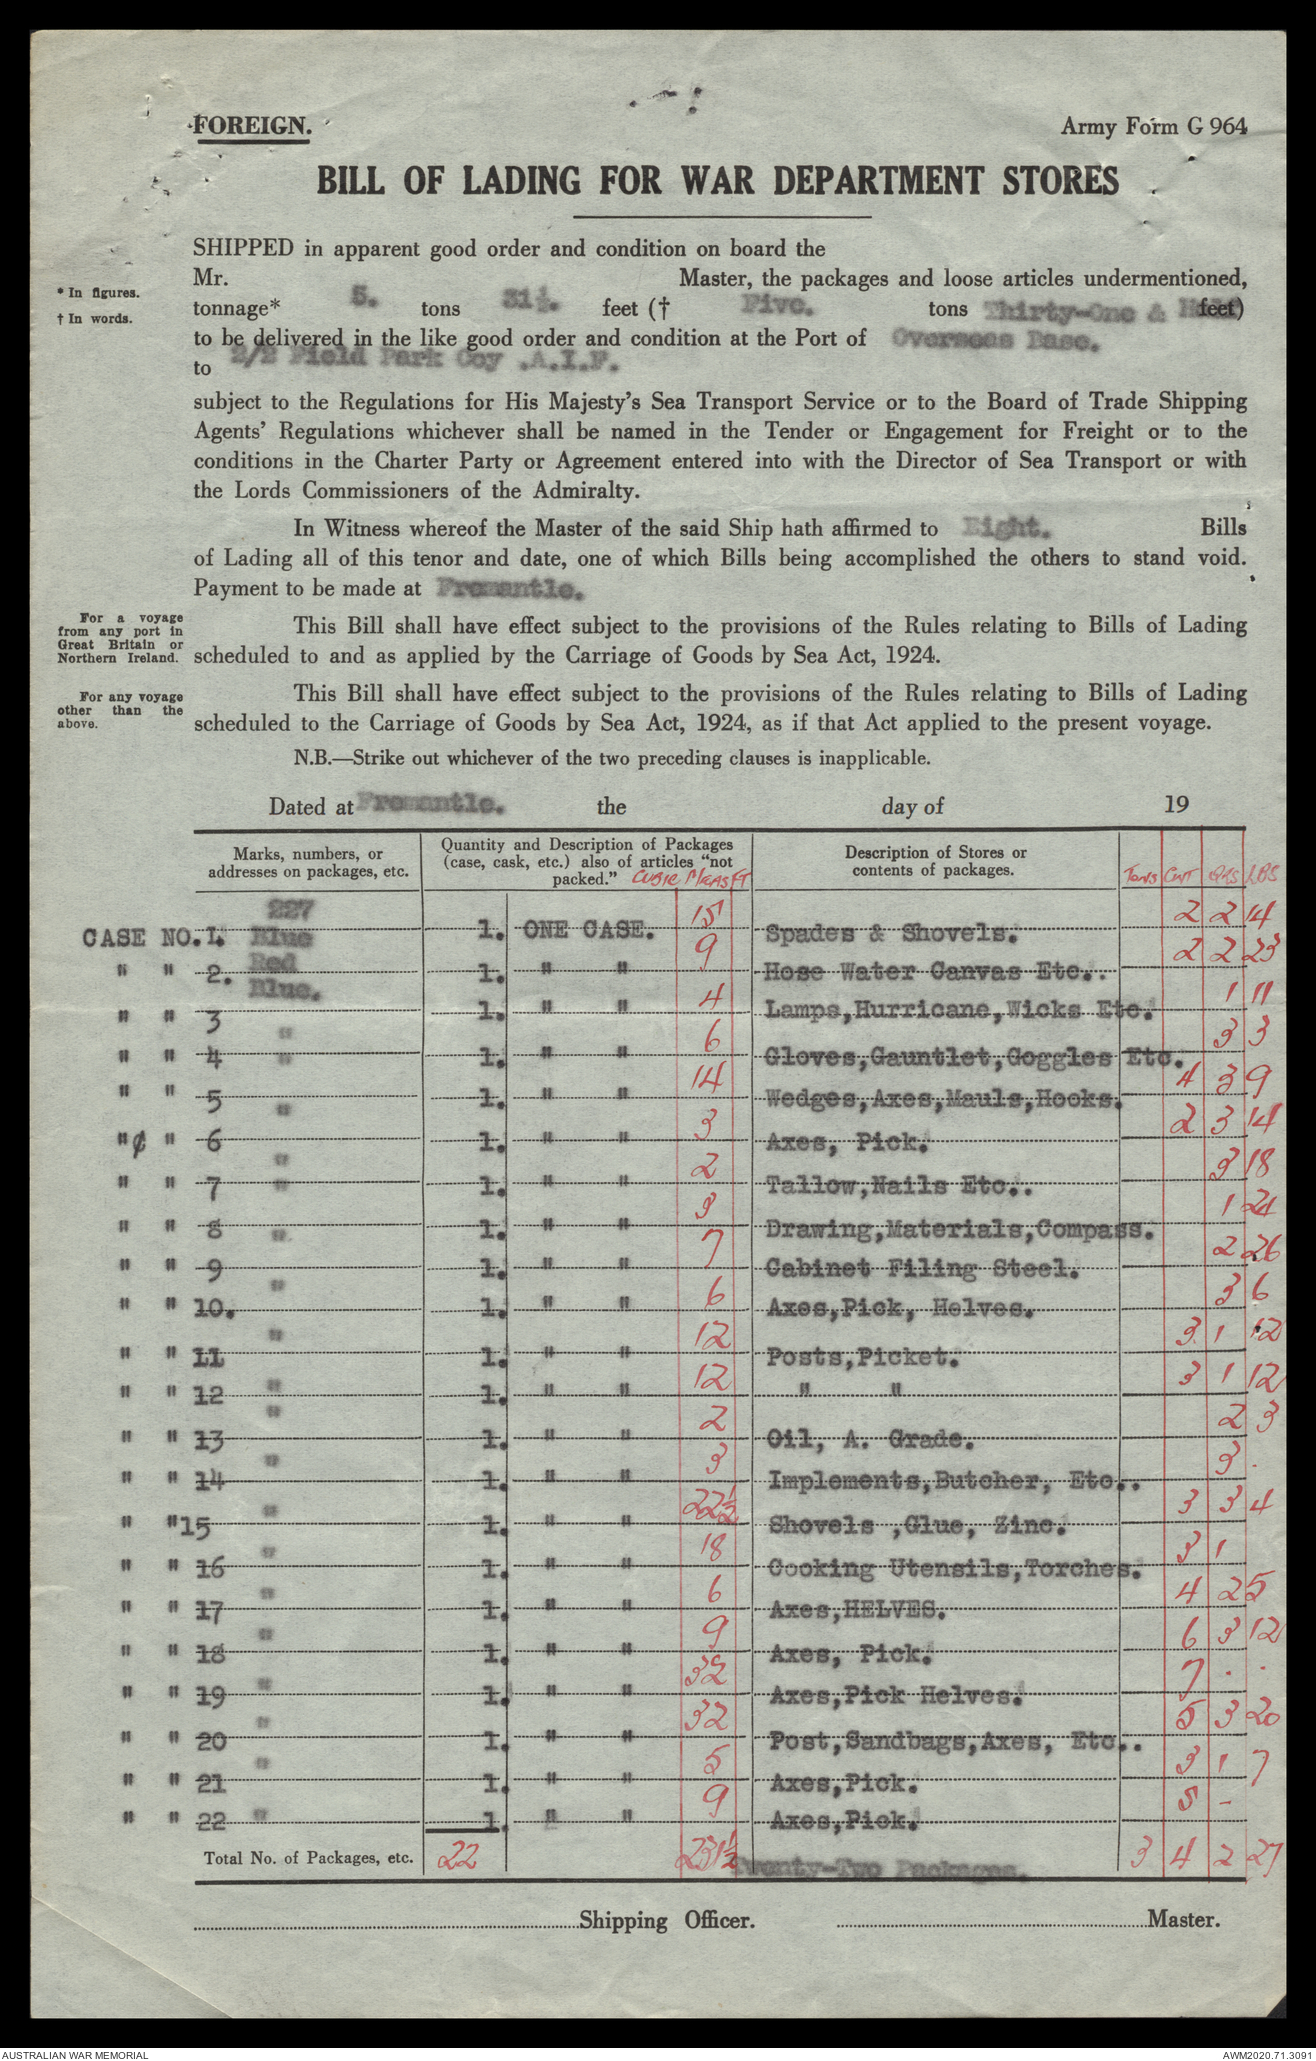 FOREIGN.
Army Form G 964
BILL OF LADING FOR WAR DEPARTMENT STORES
SHIPPED in apparent good order and condition on board the
Mr. Master, the packages and loose articles undermentioned,
* In figures.
† In words.
tonnage* 5. tons 31½. feet († Five. tons Thirty-One & Half feet)
to be delivered in the like good order and condition at the Port of Overseas Base.
to 2/2 Field Park Coy .A.I.F.
subject to the Regulations for His Majesty's Sea Transport Service or to the Board of Trade Shipping
Agents' Regulations whichever shall be named in the Tender or Engagement for Freight or to the
conditions in the Charter Party or Agreement entered into with the Director of Sea Transport or with
the Lords Commissioners of the Admiralty.
In Witness whereof the Master of the said Ship hath affirmed to Eight. Bills
of Lading all of this tenor and date, one of which Bills being accomplished the others to stand void.
Payment to be made at Fremantle.
For a voyage
from any port in
Great Britain or
Northern Ireland.
This Bill shall have effect subject to the provisions of the Rules relating to Bills of Lading
scheduled to and as applied by the Carriage of Goods by Sea Act, 1924.
For any voyage
other than the
above.
This Bill shall have effect subject to the provisions of the Rules relating to Bills of Lading
scheduled to the Carriage of Goods by Sea Act, 1924, as if that Act applied to the present voyage.
N.B.—Strike out whichever of the two preceding clauses is inapplicable.
Dated at Fremantle. the day of 19
Marks, numbers, or
addresses on packages, etc.
Quantity and Description of Packages
(case, cask, etc.) also of articles "not
packed." CUBIC MEAS FT
Description of Stores or
contents of packages.
Tons CWT QRS LBS
227
CASE NO. 1. Blue 1. ONE CASE. 15 Spades & Shovels. 2 2 14
Red
" " 2. Blue. 1. " " 9 Hose Water Canvas Etc.. 2 2 23
" " 3 " 1. " " 4 Lamps,Hurricane,Wicks Etc. 1 11
" " 4 " 1. " " 6 Gloves,Gauntlet,Goggles Etc. 3 3
" " 5 " 1. " " 14 Wedges,Axes,Mauls,Hooks. 4 3 9
"¢ " 6 " 1. " " 3 Axes, Pick. 2 3 14
" " 7 " 1. " " 2 Tallow,Nails Etc.. 3 18
" " 8 " 1. " " 3 Drawing,Materials,Compass. 1 24
" " 9 " 1. " " 7 Cabinet Filing Steel. 2 26
" " 10. " 1. " " 6 Axes,Pick, Helves. 3 6
" " 11 " 1. " " 12 Posts,Picket. 3 1 12
" " 12 " 1. " " 12 " " 3 1 12
" " 13 " 1. " " 2 Oil, A. Grade. 2 3
" " 14 " 1. " " 3 Implements,Butcher, Etc.. 3 .
" "15 " 1. " " 22½ Shovels ,Glue, Zinc. 3 3 4
" " 16 " 1. " " 18 Cooking Utensils,Torches. 3 1
" " 17 " 1. " " 6 Axes,HELVES. 4 2 5
" " 18 " 1. " " 9 Axes, Pick. 6 3 12
" " 19 " 1. " " 32 Axes,Pick Helves. 7 . .
" " 20 " 1. " " 32 Post,Sandbags,Axes, Etc.. 5 3 20
" " 21 " 1. " " 5 Axes,Pick. 3 1 7
" " 22 " 1. " " 9 Axes,Pick. 5 -
Total No. of Packages, etc. 22 231½ Twenty-Two Packages. 3 4 2 27
Shipping Officer. Master.
AUSTRALIAN WAR MEMORIAL
AWM2020.71.3091